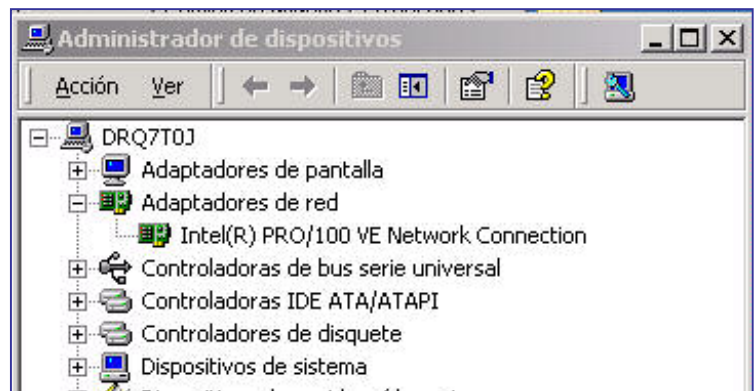 Administrador de dispositivos
Acción Ver
DRQ7T0J
Adaptadores de pantalla
Adaptadores de red
Intel(R) PRO/100 VE Network Connection
Controladoras de bus serie universal
Controladoras IDE ATA/ATAPI
Controladores de disquete
Dispositivos de sistema